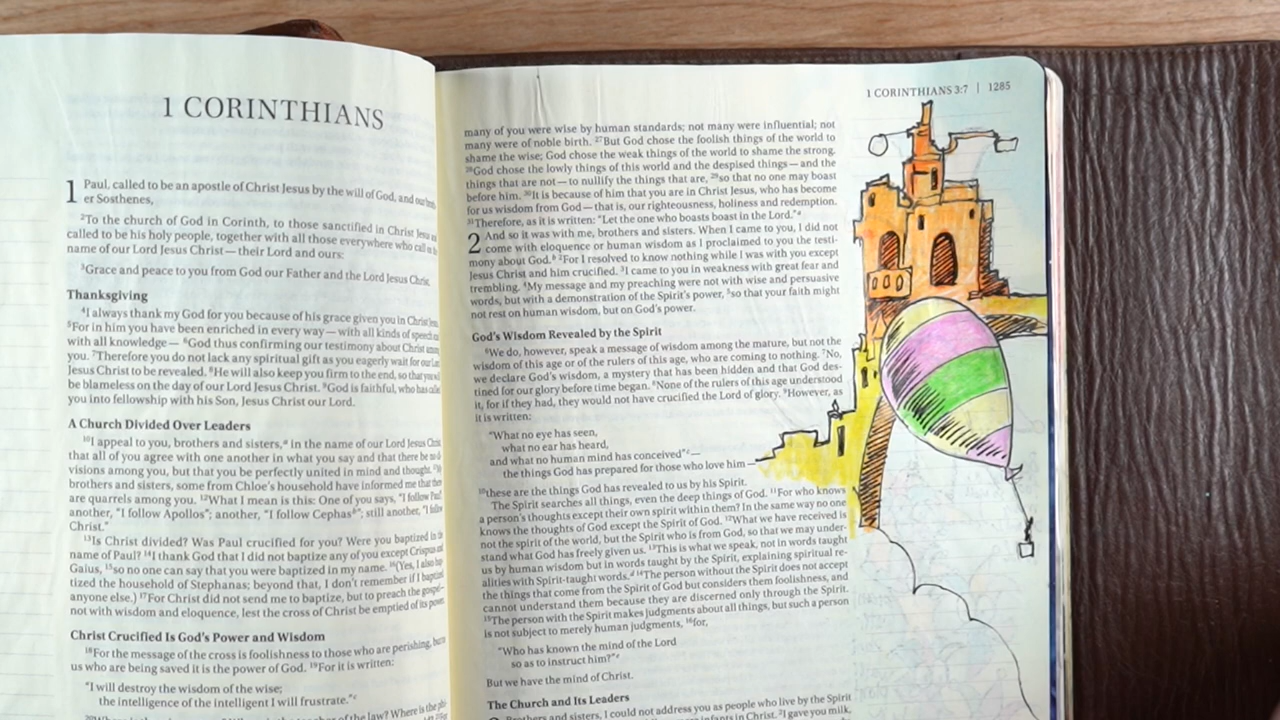 1 CORINTHIANS
1 Paul, called to be an apostle of Christ Jesus by the will of God, and our
er Sosthenes,
²To the church of God in Corinth, to those sanctified in Christ
called to be his holy people, together with all those everywhere who call
name of our Lord Jesus Christ—their Lord and ours:
³Grace and peace to you from God our Father and the Lord Jesus Christ.
Thanksgiving
⁴I always thank my God for you because of his grace given you in Christ
⁵For in him you have been enriched in every way—with all kinds of speech
with all knowledge— ⁶God thus confirming our testimony about Christ
you. ⁷Therefore you do not lack any spiritual gift as you eagerly wait for our
Jesus Christ to be revealed. ⁸He will also keep you firm to the end, so that you
be blameless on the day of our Lord Jesus Christ. ⁹God is faithful, who has
you into fellowship with his Son, Jesus Christ our Lord.
A Church Divided Over Leaders
¹⁰I appeal to you, brothers and sisters,ᵃ in the name of our Lord Jesus
that all of you agree with one another in what you say and that there be no
visions among you, but that you be perfectly united in mind and thought.
brothers and sisters, some from Chloe's household have informed me that
are quarrels among you. ¹²What I mean is this: One of you says, "I follow
another, "I follow Apollos"; another, "I follow Cephasᵇ"; still another, "I
Christ."
¹³Is Christ divided? Was Paul crucified for you? Were you baptized in
name of Paul? ¹⁴I thank God that I did not baptize any of you except Crispus
Gaius, ¹⁵so no one can say that you were baptized in my name. ¹⁶(Yes, I also
tized the household of Stephanas; beyond that, I don't remember if I
anyone else.) ¹⁷For Christ did not send me to baptize, but to preach the
not with wisdom and eloquence, lest the cross of Christ be emptied of its
Christ Crucified Is God's Power and Wisdom
¹⁸For the message of the cross is foolishness to those who are perishing,
us who are being saved it is the power of God. ¹⁹For it is written:
"I will destroy the wisdom of the wise;
the intelligence of the intelligent I will frustrate."ᶜ
of the law? Where is the
1 CORINTHIANS 3:7 | 1285
many of you were wise by human standards; not many were influential; not
many were of noble birth. ²⁷But God chose the foolish things of the world to
shame the wise; God chose the weak things of the world to shame the strong.
²⁸God chose the lowly things of this world and the despised things—and the
things that are not—to nullify the things that are, ²⁹so that no one may boast
before him. ³⁰It is because of him that you are in Christ Jesus, who has become
for us wisdom from God—that is, our righteousness, holiness and redemption.
³¹Therefore, as it is written: "Let the one who boasts boast in the Lord."
2 And so it was with me, brothers and sisters. When I came to you, I did not
come with eloquence or human wisdom as I proclaimed to you the testi-
mony about God. ²For I resolved to know nothing while I was with you except
Jesus Christ and him crucified. ³I came to you in weakness with great fear and
trembling. ⁴My message and my preaching were not with wise and persuasive
words, but with a demonstration of the Spirit's power, ⁵so that your faith might
not rest on human wisdom, but on God's power.
God's Wisdom Revealed by the Spirit
⁶We do, however, speak a message of wisdom among the mature, but not the
wisdom of this age or of the rulers of this age, who are coming to nothing. ⁷No,
we declare God's wisdom, a mystery that has been hidden and that God des-
tined for our glory before time began. ⁸None of the rulers of this age understood
it, for if they had, they would not have crucified the Lord of glory. ⁹However, as
it is written:
"What no eye has seen,
what no ear has heard,
and what no human mind has conceived"ᶜ—
the things God has prepared for those who love him—
¹⁰these are the things God has revealed to us by his Spirit.
The Spirit searches all things, even the deep things of God. ¹¹For who knows
a person's thoughts except their own spirit within them? In the same way no one
knows the thoughts of God except the Spirit of God. ¹²What we have received is
not the spirit of the world, but the Spirit who is from God, so that we may under-
stand what God has freely given us. ¹³This is what we speak, not in words taught
us by human wisdom but in words taught by the Spirit, explaining spiritual re-
alities with Spirit-taught words.ᵈ ¹⁴The person without the Spirit does not accept
the things that come from the Spirit of God but considers them foolishness, and
cannot understand them because they are discerned only through the Spirit.
¹⁵The person with the Spirit makes judgments about all things, but such a person
is not subject to merely human judgments, ¹⁶for,
"Who has known the mind of the Lord
so as to instruct him?"ᵉ
But we have the mind of Christ.
The Church and Its Leaders
Brothers and sisters, I could not address you as people who live by the Spirit
infants in Christ. ²I gave you milk,